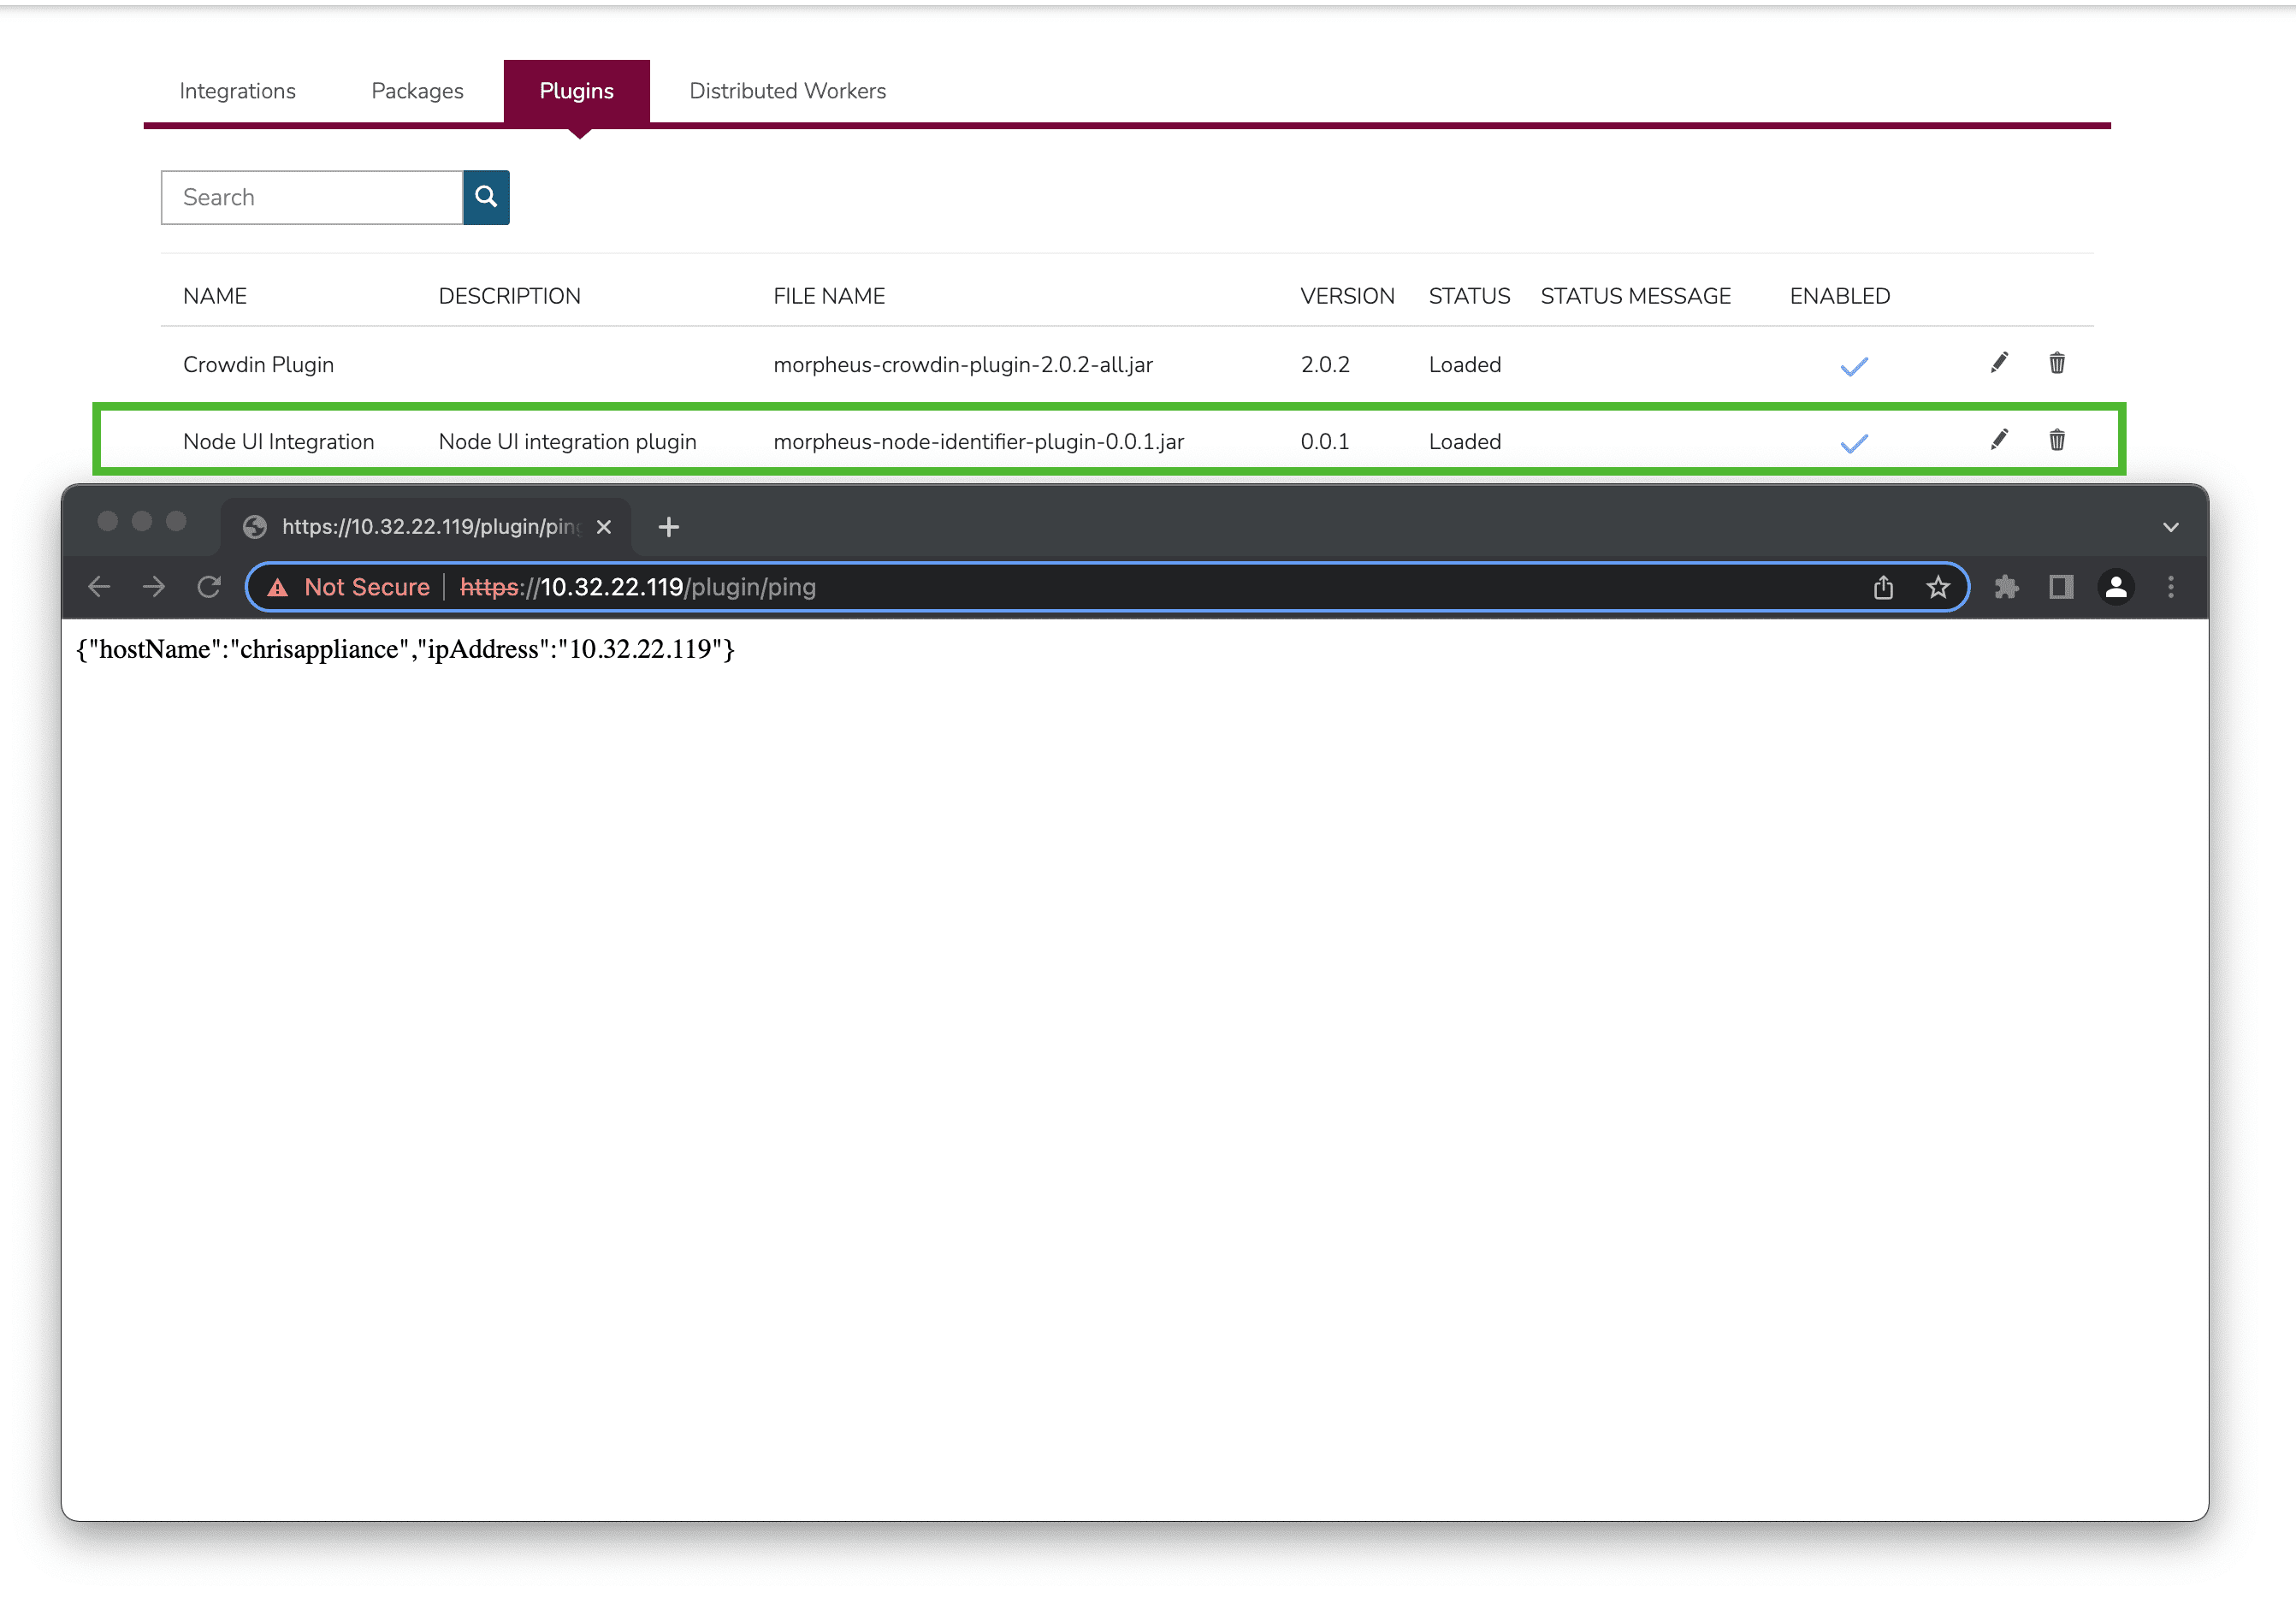 Integrations Packages Plugins Distributed Workers
Search
NAME DESCRIPTION FILE NAME VERSION STATUS STATUS MESSAGE ENABLED
Crowdin Plugin morpheus-crowdin-plugin-2.0.2-all.jar 2.0.2 Loaded
Node UI Integration Node UI integration plugin morpheus-node-identifier-plugin-0.0.1.jar 0.0.1 Loaded
https://10.32.22.119/plugin/ping
Not Secure https://10.32.22.119/plugin/ping
{"hostName":"chrisappliance","ipAddress":"10.32.22.119"}